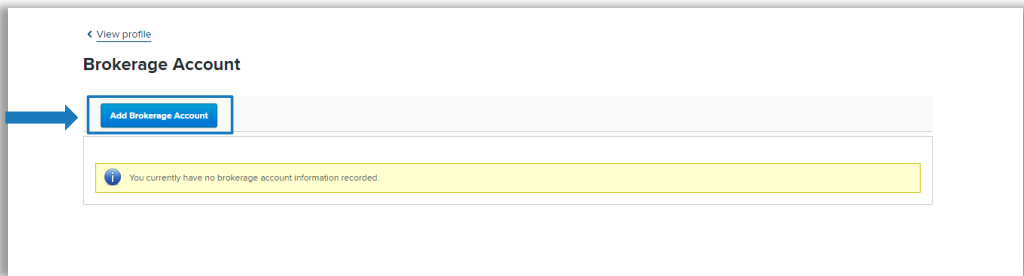 View profile
Brokerage Account
Add Brokerage Account
You currently have no brokerage account information recorded.